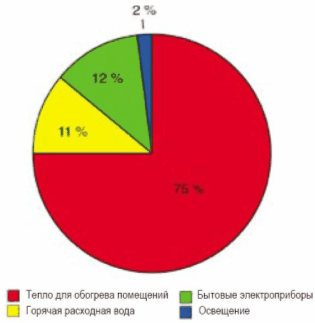 2 %
12 %
11 %
75 %
Тепло для обогрева помещений
Бытовые электроприборы
Горячая расходная вода
Освещение